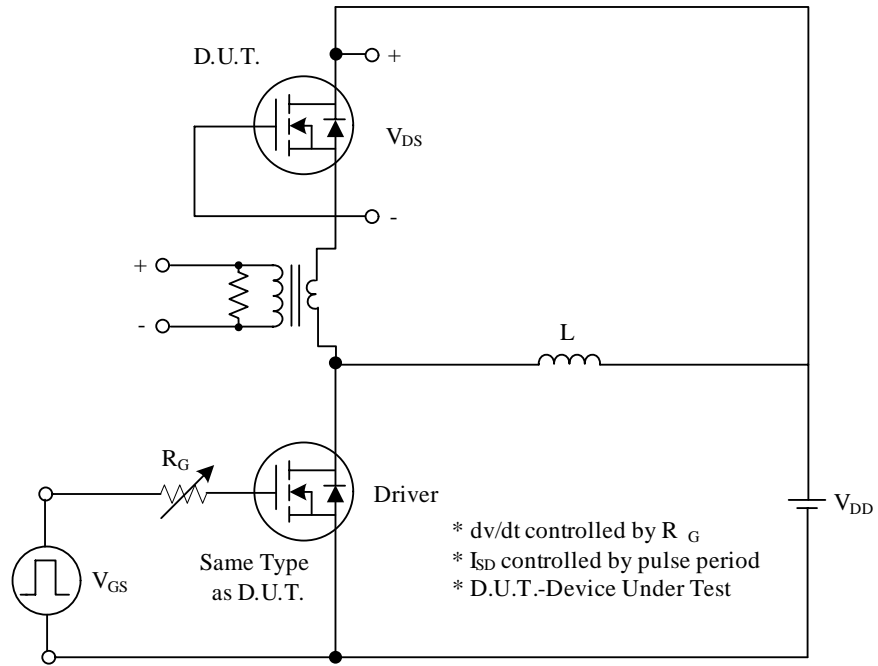 D.U.T.
+
VDS
-
+
-
L
RG
Driver
VDD
VGS
Same Type
as D.U.T.
* dv/dt controlled by R G
* ISD controlled by pulse period
* D.U.T.-Device Under Test